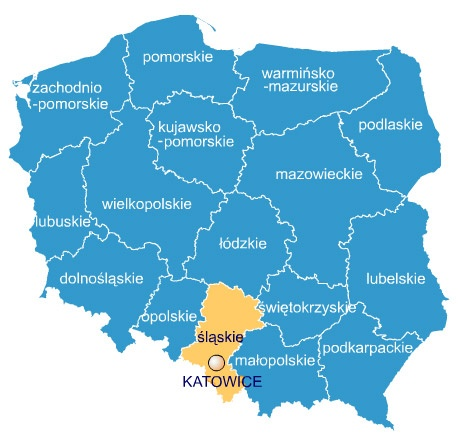 pomorskie
warmińsko
-mazurskie
zachodnio
-pomorskie
podlaskie
kujawsko
-pomorskie
mazowieckie
wielkopolskie
lubuskie
łódzkie
dolnośląskie
lubelskie
świętokrzyskie
opolskie
śląskie
podkarpackie
małopolskie
KATOWICE